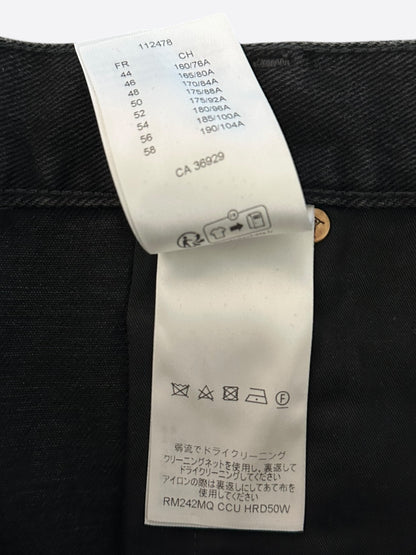 112478
FR CH
44 160/76A
46 165/80A
48 170/84A
50 175/88A
52 175/92A
54 180/96A
56 185/100A
58 190/104A
CA 36929
弱流でドライクリーニング
クリーニングネットを使用し、裏返して
ドライクリーニングしてください
アイロンの際は裏返しにしてあて布を
使用してください
RM242MQ CCU HRD50W